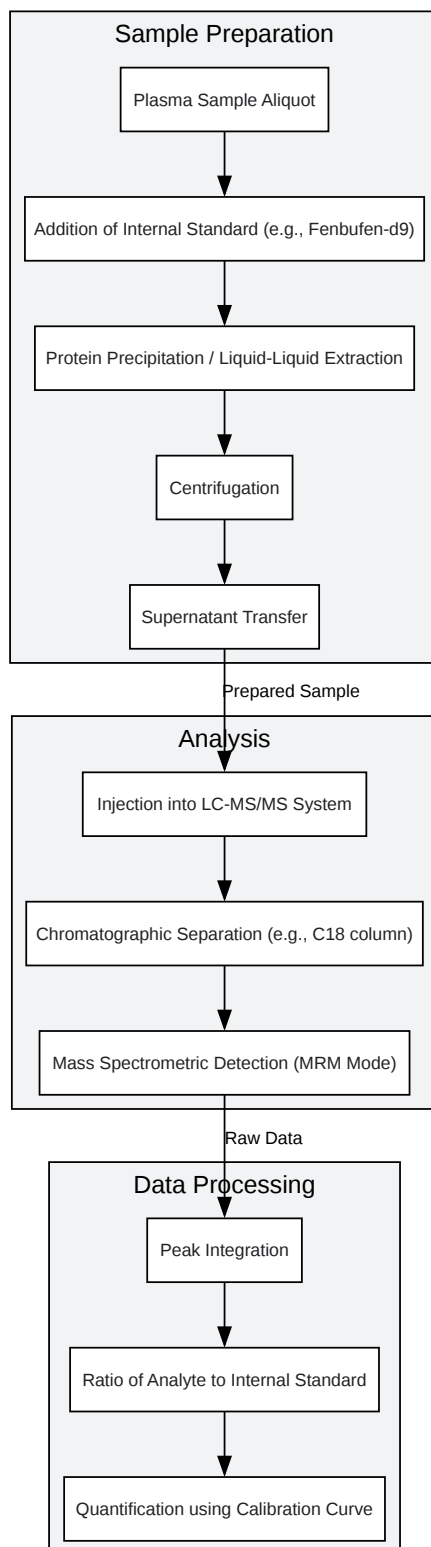 Sample Preparation
Plasma Sample Aliquot
Addition of Internal Standard (e.g., Fenbufen-d9)
Protein Precipitation / Liquid-Liquid Extraction
Centrifugation
Supernatant Transfer
Prepared Sample
Analysis
Injection into LC-MS/MS System
Chromatographic Separation (e.g., C18 column)
Mass Spectrometric Detection (MRM Mode)
Raw Data
Data Processing
Peak Integration
Ratio of Analyte to Internal Standard
Quantification using Calibration Curve